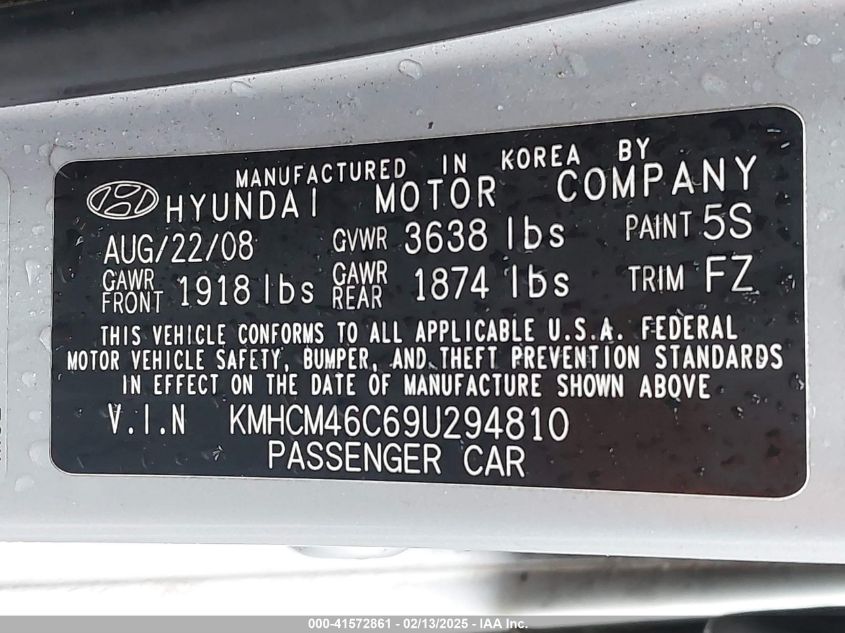 MANUFACTURED IN KOREA BY
HYUNDAI MOTOR COMPANY
AUG/22/08 GVWR 3638 lbs PAINT 5S
GAWR FRONT 1918 lbs GAWR REAR 1874 lbs TRIM FZ
THIS VEHICLE CONFORMS TO ALL APPLICABLE U.S.A. FEDERAL
MOTOR VEHICLE SAFETY, BUMPER, AND THEFT PREVENTION STANDARDS
IN EFFECT ON THE DATE OF MANUFACTURE SHOWN ABOVE
V.I.N KMHCM46C69U294810
PASSENGER CAR
000-41572861 | 02/13/2025 - IAA Inc.